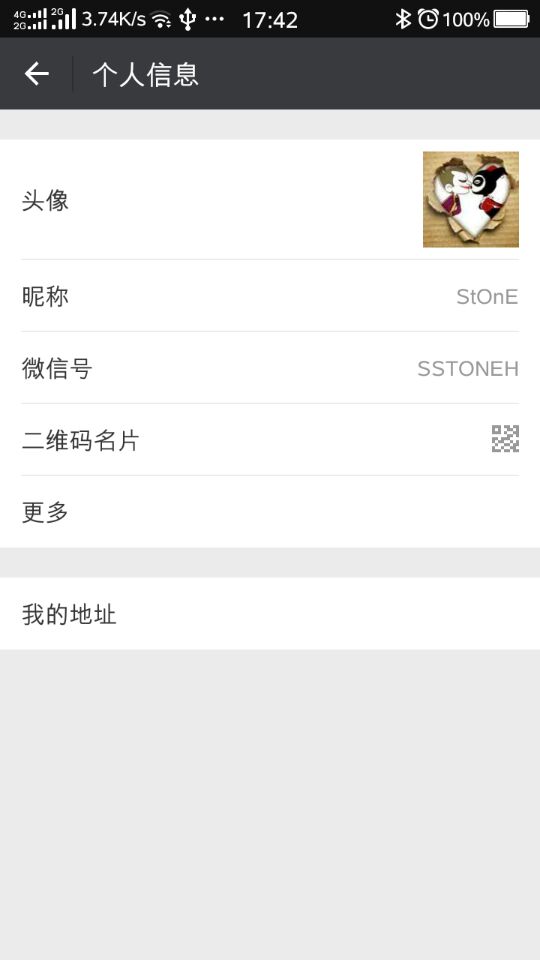 4G 2G 2G 3.74K/s 17:42 100%
个人信息
头像
昵称 StOnE
微信号 SSTONEH
二维码名片
更多
我的地址